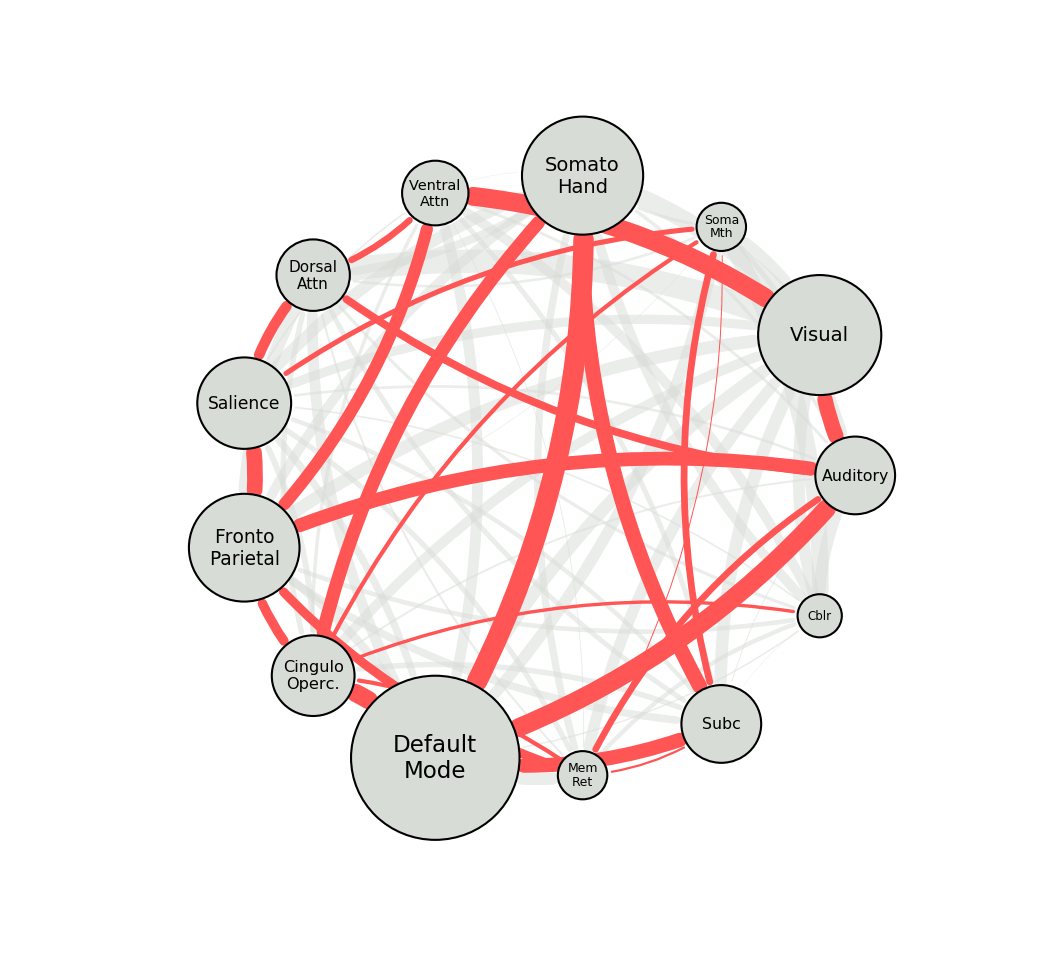 Somato
Hand
Ventral
Attn
Soma
Mth
Dorsal
Attn
Visual
Salience
Auditory
Fronto
Parietal
Cblr
Cingulo
Operc.
Subc
Default
Mode
Mem
Ret